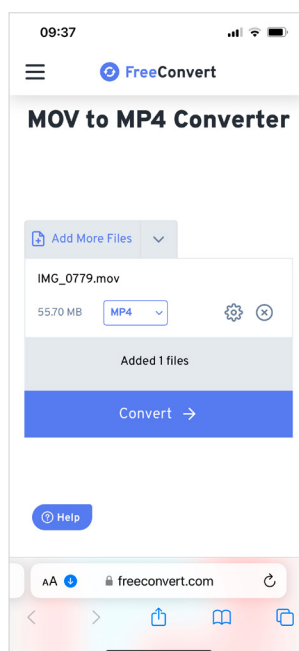 09:37
FreeConvert
MOV to MP4 Converter
Add More Files
IMG_0779.mov
55.70 MB MP4
Added 1 files
Convert →
? Help
AA freeconvert.com